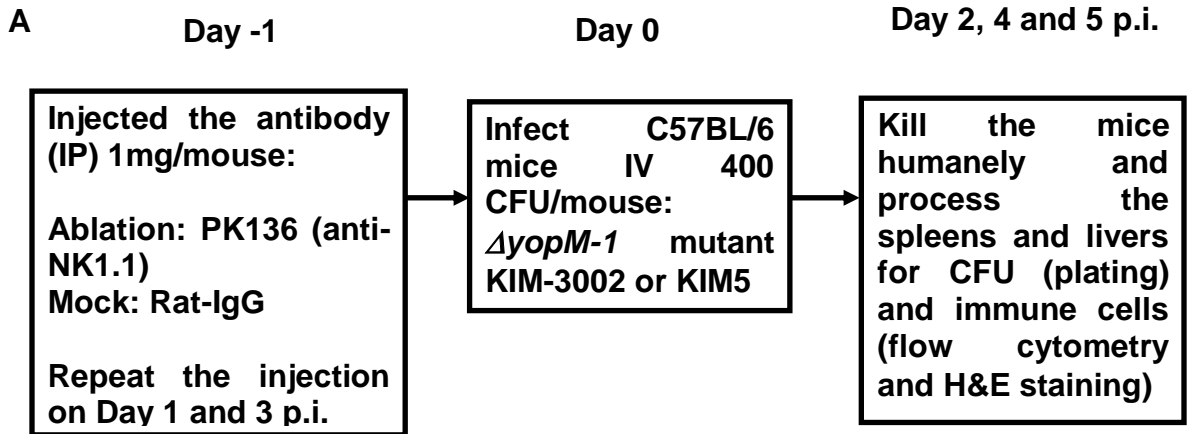 A
Day -1
Day 0
Day 2, 4 and 5 p.i.
Injected the antibody
(IP) 1mg/mouse:
Ablation: PK136 (anti-
NK1.1)
Mock: Rat-IgG
Repeat the injection
on Day 1 and 3 p.i.
Infect C57BL/6
mice IV 400
CFU/mouse:
ΔyopM-1 mutant
KIM-3002 or KIM5
Kill the mice
humanely and
process the
spleens and livers
for CFU (plating)
and immune cells
(flow cytometry
and H&E staining)